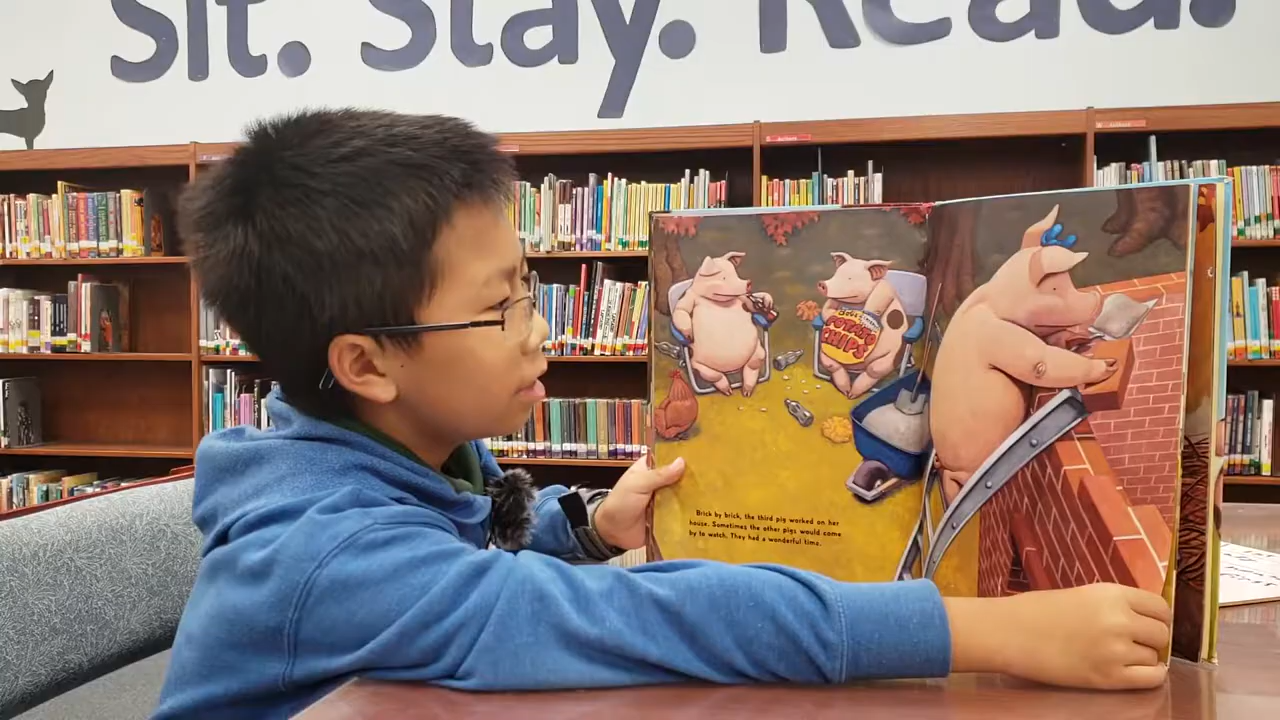 Sit. Stay. Read.
POTATO
CHIPS
Brick by brick, the third pig worked on her
house. Sometimes the other pigs would come
by to watch. They had a wonderful time.